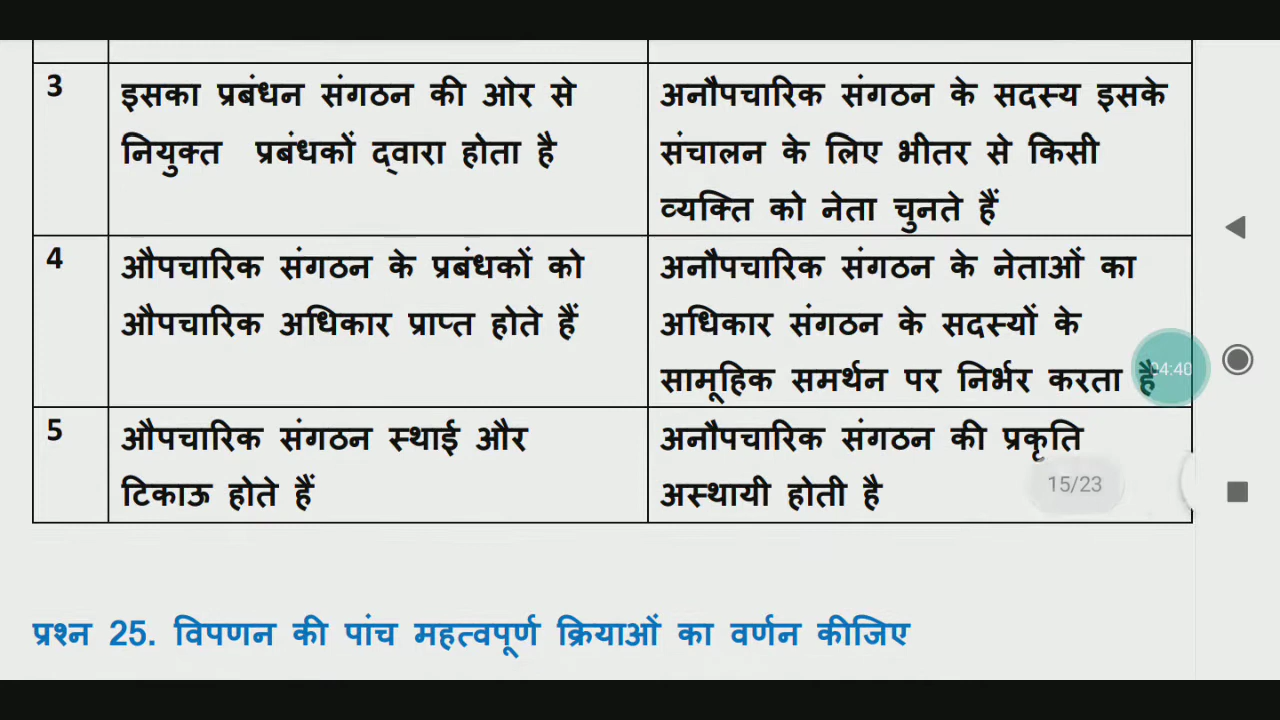 3
इसका प्रबंधन संगठन की ओर से
नियुक्त प्रबंधकों द्वारा होता है
अनौपचारिक संगठन के सदस्य इसके
संचालन के लिए भीतर से किसी
व्यक्ति को नेता चुनते हैं
4
औपचारिक संगठन के प्रबंधकों को
औपचारिक अधिकार प्राप्त होते हैं
अनौपचारिक संगठन के नेताओं का
अधिकार संगठन के सदस्यों के
सामूहिक समर्थन पर निर्भर करता है
04:40
5
औपचारिक संगठन स्थाई और
टिकाऊ होते हैं
अनौपचारिक संगठन की प्रकृति
अस्थायी होती है
15/23
प्रश्न 25. विपणन की पांच महत्वपूर्ण क्रियाओं का वर्णन कीजिए